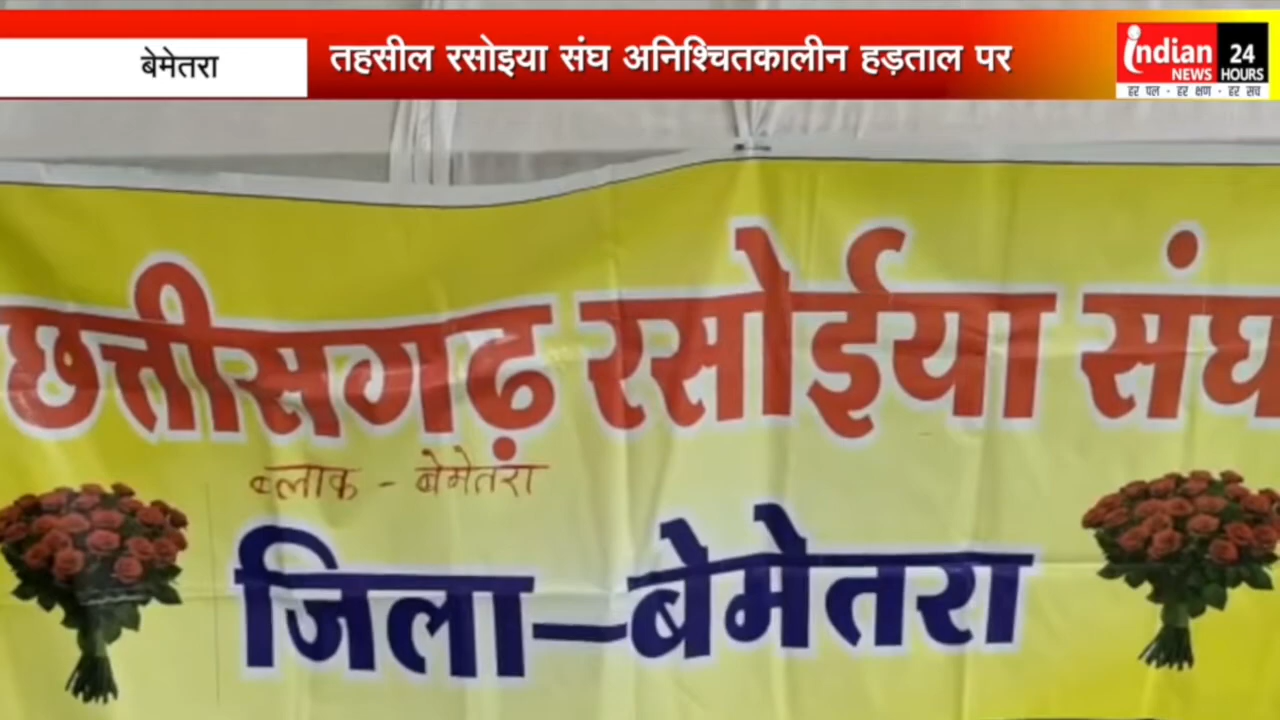 बेमेतरा
तहसील रसोइया संघ अनिश्चितकालीन हड़ताल पर
indian
NEWS
24
HOURS
हर पल - हर क्षण - हर सच
छत्तीसगढ़ रसोईया संघ
ब्लाक - बेमेतरा
जिला-बेमेतरा